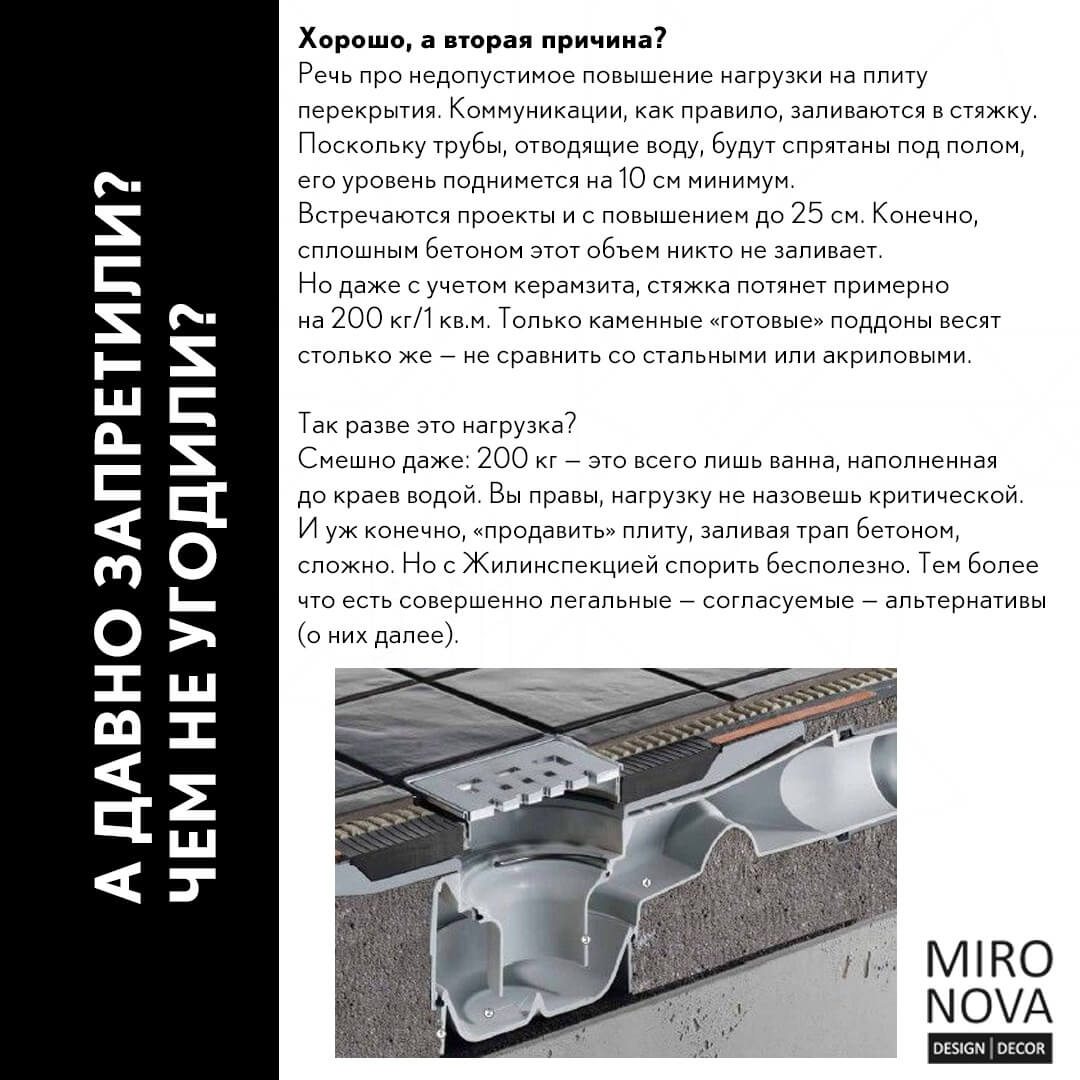 А ДАВНО ЗАПРЕТИЛИ?
ЧЕМ НЕ УГОДИЛИ?
Хорошо, а вторая причина?
Речь про недопустимое повышение нагрузки на плиту
перекрытия. Коммуникации, как правило, заливаются в стяжку.
Поскольку трубы, отводящие воду, будут спрятаны под полом,
его уровень поднимется на 10 см минимум.
Встречаются проекты и с повышением до 25 см. Конечно,
сплошным бетоном этот объем никто не заливает.
Но даже с учетом керамзита, стяжка потянет примерно
на 200 кг/1 кв.м. Только каменные «готовые» поддоны весят
столько же – не сравнить со стальными или акриловыми.
Так разве это нагрузка?
Смешно даже: 200 кг – это всего лишь ванна, наполненная
до краев водой. Вы правы, нагрузку не назовешь критической.
И уж конечно, «продавить» плиту, заливая трап бетоном,
сложно. Но с Жилинспекцией спорить бесполезно. Тем более
что есть совершенно легальные – согласуемые – альтернативы
(о них далее).
4
3
2
1
MIRO
NOVA
DESIGN | DECOR